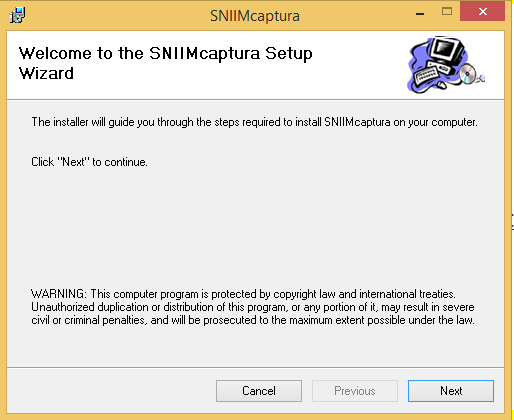 SNIIMcaptura
Welcome to the SNIIMcaptura Setup
Wizard
The installer will guide you through the steps required to install SNIIMcaptura on your computer.
Click "Next" to continue.
WARNING: This computer program is protected by copyright law and international treaties.
Unauthorized duplication or distribution of this program, or any portion of it, may result in severe
civil or criminal penalties, and will be prosecuted to the maximum extent possible under the law.
Cancel Previous Next